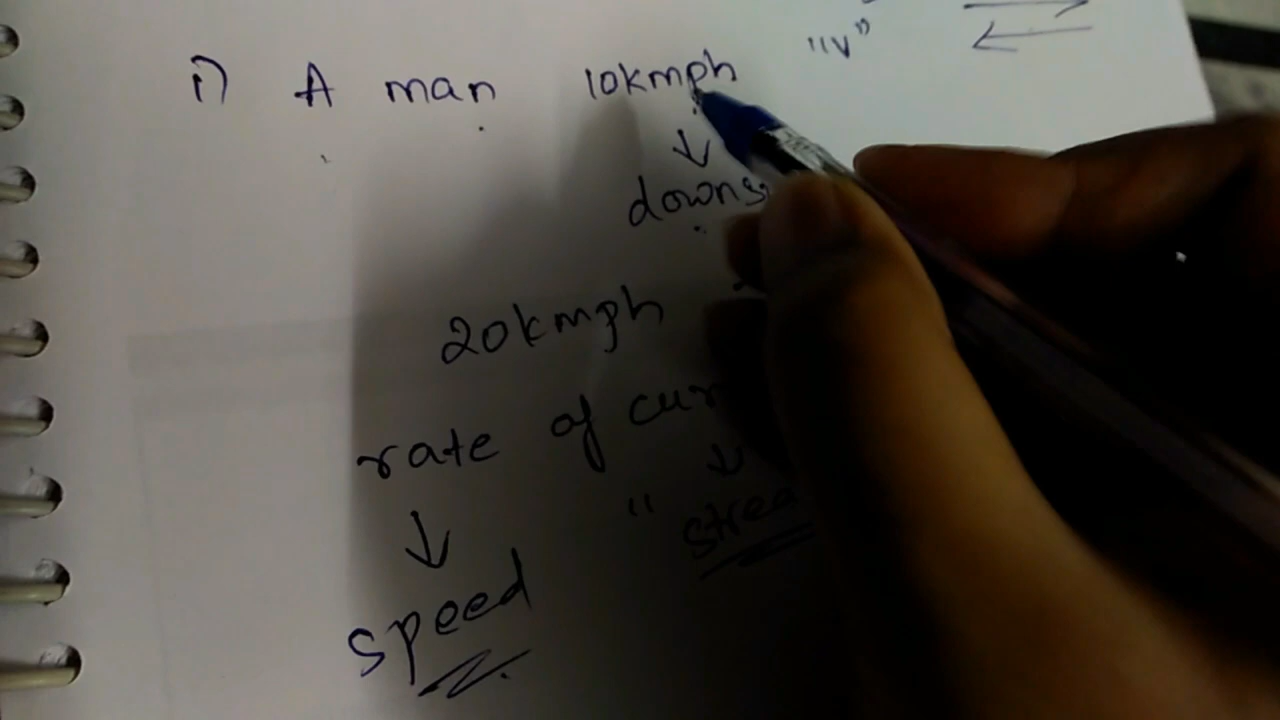 "v"
i) A man 10kmph
downs
20kmph
rate of cur
" strea
speed